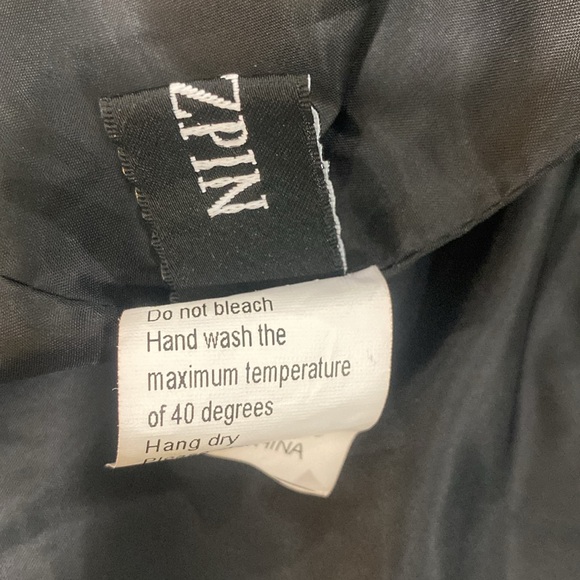 ZPIN
Do not bleach
Hand wash the
maximum temperature
of 40 degrees
Hang dry